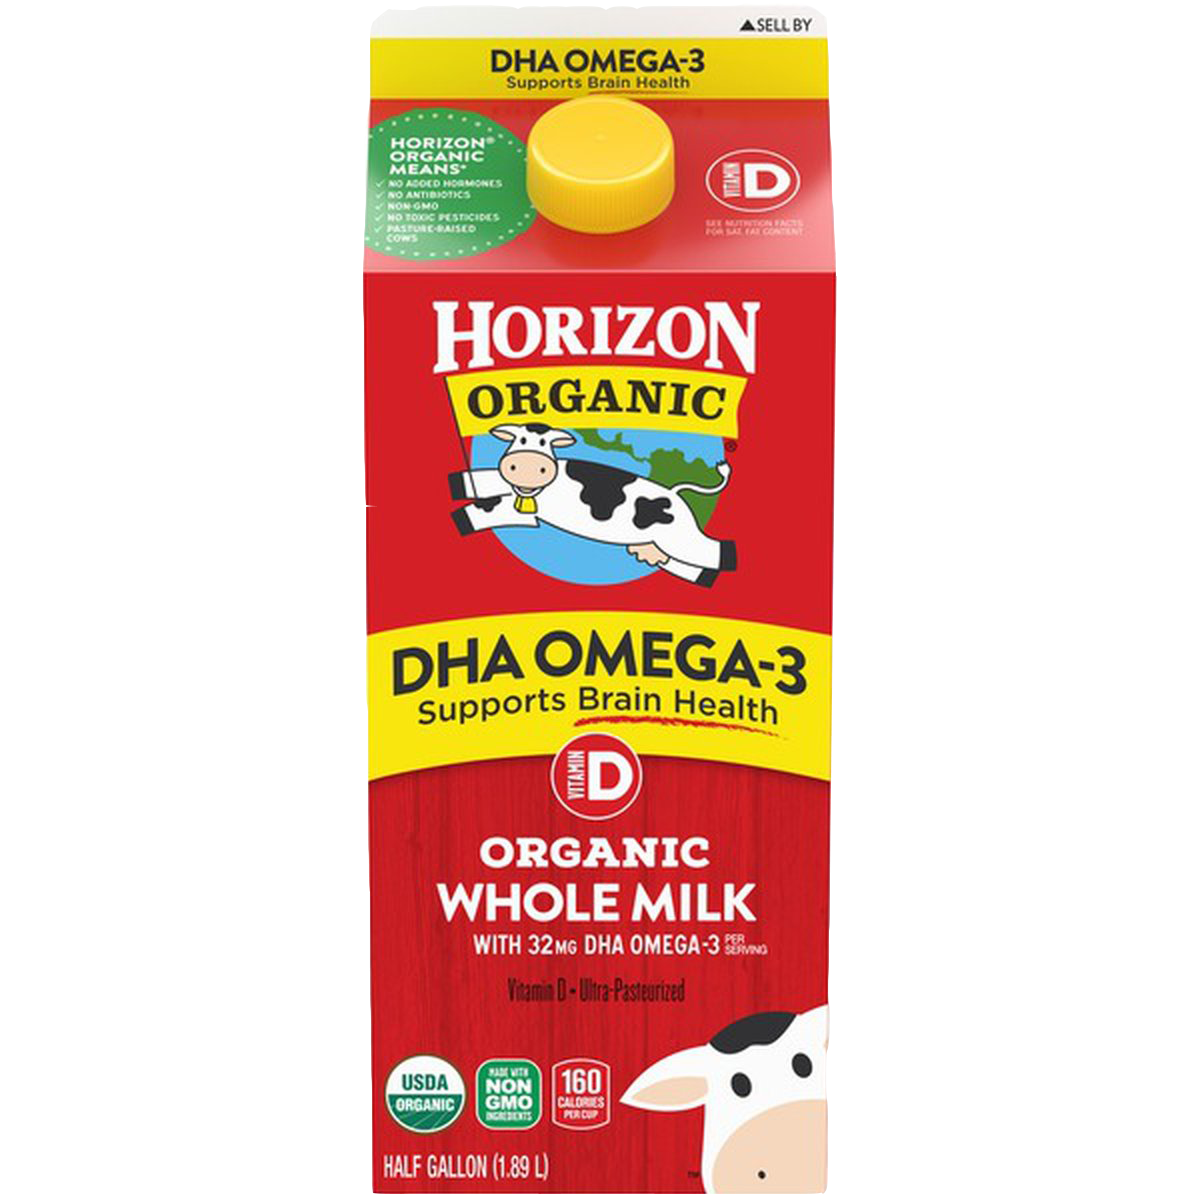 ▲SELL BY
DHA OMEGA-3
Supports Brain Health
HORIZON®
ORGANIC
MEANS*
✓ NO ADDED HORMONES
✓ NO ANTIBIOTICS
✓ NON-GMO
✓ NO TOXIC PESTICIDES
✓ PASTURE-RAISED
COWS
VITAMIN D
SEE NUTRITION FACTS
FOR SAT. FAT CONTENT
HORIZON
ORGANIC
®
DHA OMEGA-3
Supports Brain Health
VITAMIN D
ORGANIC
WHOLE MILK
WITH 32MG DHA OMEGA-3 PER SERVING
Vitamin D • Ultra-Pasteurized
USDA
ORGANIC
MADE WITH
NON
GMO
INGREDIENTS
160
CALORIES
PER CUP
HALF GALLON (1.89 L)
™